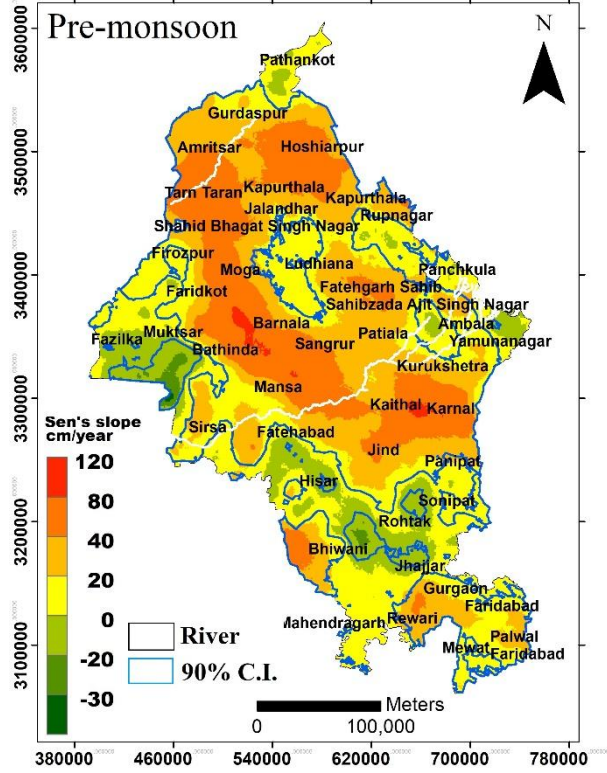 Pre-monsoon
N
3600000
3500000
3400000
3300000
3200000
3100000
Pathankot
Gurdaspur
Amritsar
Hoshiarpur
Tarn Taran
Kapurthala
Kapurthala
Jalandhar
Rupnagar
Shahid Bhagat Singh Nagar
Firozpur
Moga
Ludhiana
Panchkula
Faridkot
Fatehgarh Sahib
Sahibzada Ajit Singh Nagar
Muktsar
Barnala
Patiala
Ambala
Fazilka
Bathinda
Sangrur
Yamunanagar
Kurukshetra
Mansa
Kaithal
Karnal
Sirsa
Fatehabad
Jind
Panipat
Hisar
Sonipat
Rohtak
Bhiwani
Jhajjar
Gurgaon
Faridabad
Mahendragarh
Rewari
Palwal
Mewat
Faridabad
Sen's slope
cm/year
120
80
40
20
0
-20
-30
River
90% C.I.
Meters
0 100,000
380000 460000 540000 620000 700000 780000